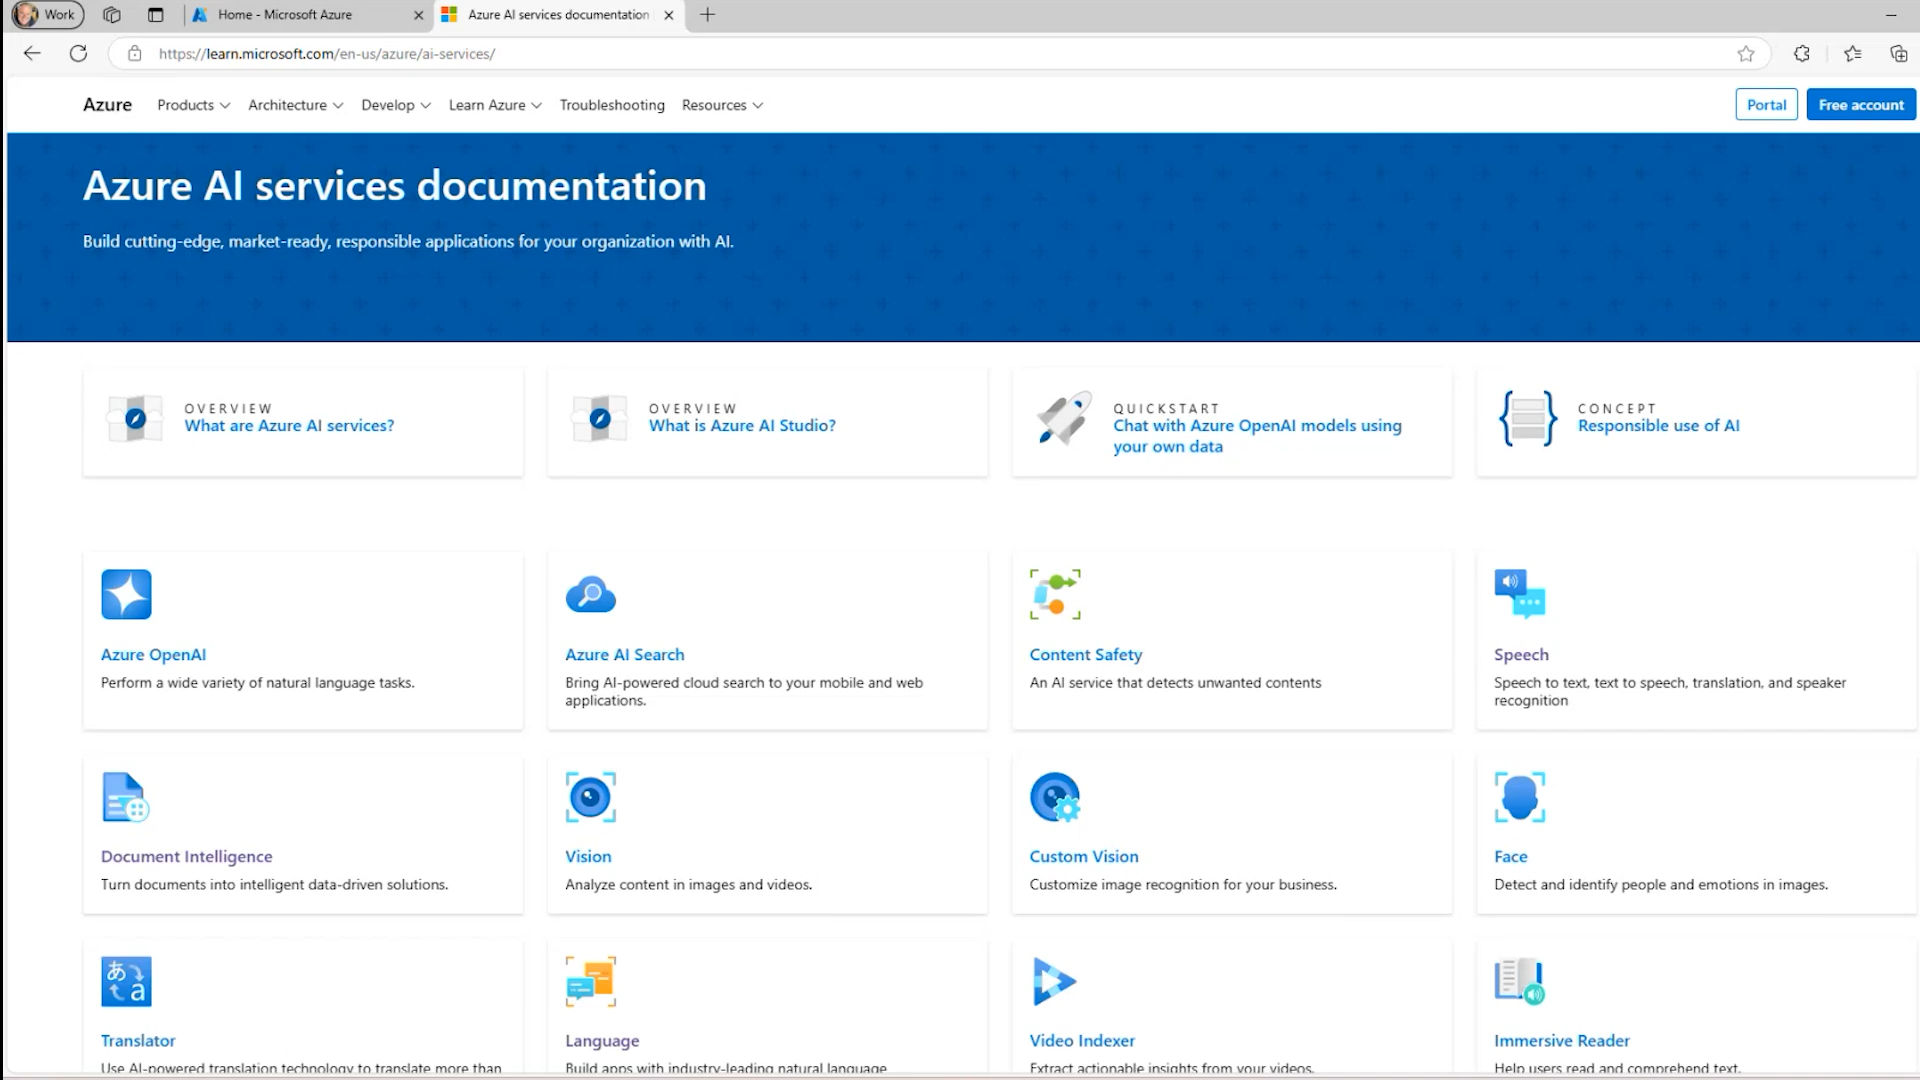 Work
Home - Microsoft Azure
Azure AI services documentation
https://learn.microsoft.com/en-us/azure/ai-services/
Azure
Products
Architecture
Develop
Learn Azure
Troubleshooting
Resources
Portal
Free account
Azure AI services documentation
Build cutting-edge, market-ready, responsible applications for your organization with AI.
OVERVIEW
What are Azure AI services?
OVERVIEW
What is Azure AI Studio?
QUICKSTART
Chat with Azure OpenAI models using
your own data
CONCEPT
Responsible use of AI
Azure OpenAI
Perform a wide variety of natural language tasks.
Azure AI Search
Bring AI-powered cloud search to your mobile and web
applications.
Content Safety
An AI service that detects unwanted contents
Speech
Speech to text, text to speech, translation, and speaker
recognition
Document Intelligence
Turn documents into intelligent data-driven solutions.
Vision
Analyze content in images and videos.
Custom Vision
Customize image recognition for your business.
Face
Detect and identify people and emotions in images.
あ
a
Translator
Use AI-powered translation technology to translate more than
Language
Build apps with industry-leading natural language
Video Indexer
Extract actionable insights from your videos.
Immersive Reader
Help users read and comprehend text.